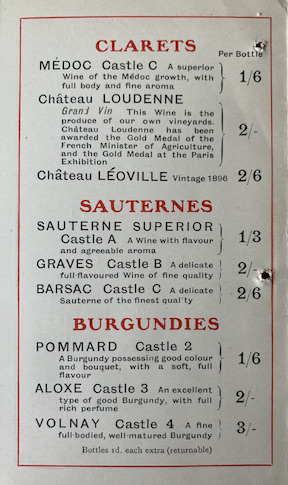 CLARETS
Per Bottle
MÉDOC Castle C A superior
Wine of the Médoc growth, with
full body and fine aroma
1/6
Château LOUDENNE
Grand Vin This Wine is the
produce of our own vineyards.
Château Loudenne has been
awarded the Gold Medal of the
French Minister of Agriculture,
and the Gold Medal at the Paris
Exhibition
2/-
Château LÉOVILLE Vintage 1896 2/6
SAUTERNES
SAUTERNE SUPERIOR
Castle A A Wine with flavour
and agreeable aroma
1/3
GRAVES Castle B A delicate
full-flavoured Wine of fine quality
2/-
BARSAC Castle C A delicate
Sauterne of the finest quality
2/6
BURGUNDIES
POMMARD Castle 2
A Burgundy possessing good colour
and bouquet, with a soft, full
flavour
1/6
ALOXE Castle 3 An excellent
type of good Burgundy, with full
rich perfume
2/-
VOLNAY Castle 4 A fine
full-bodied, well-matured Burgundy
3/-
Bottles 1d. each extra (returnable)